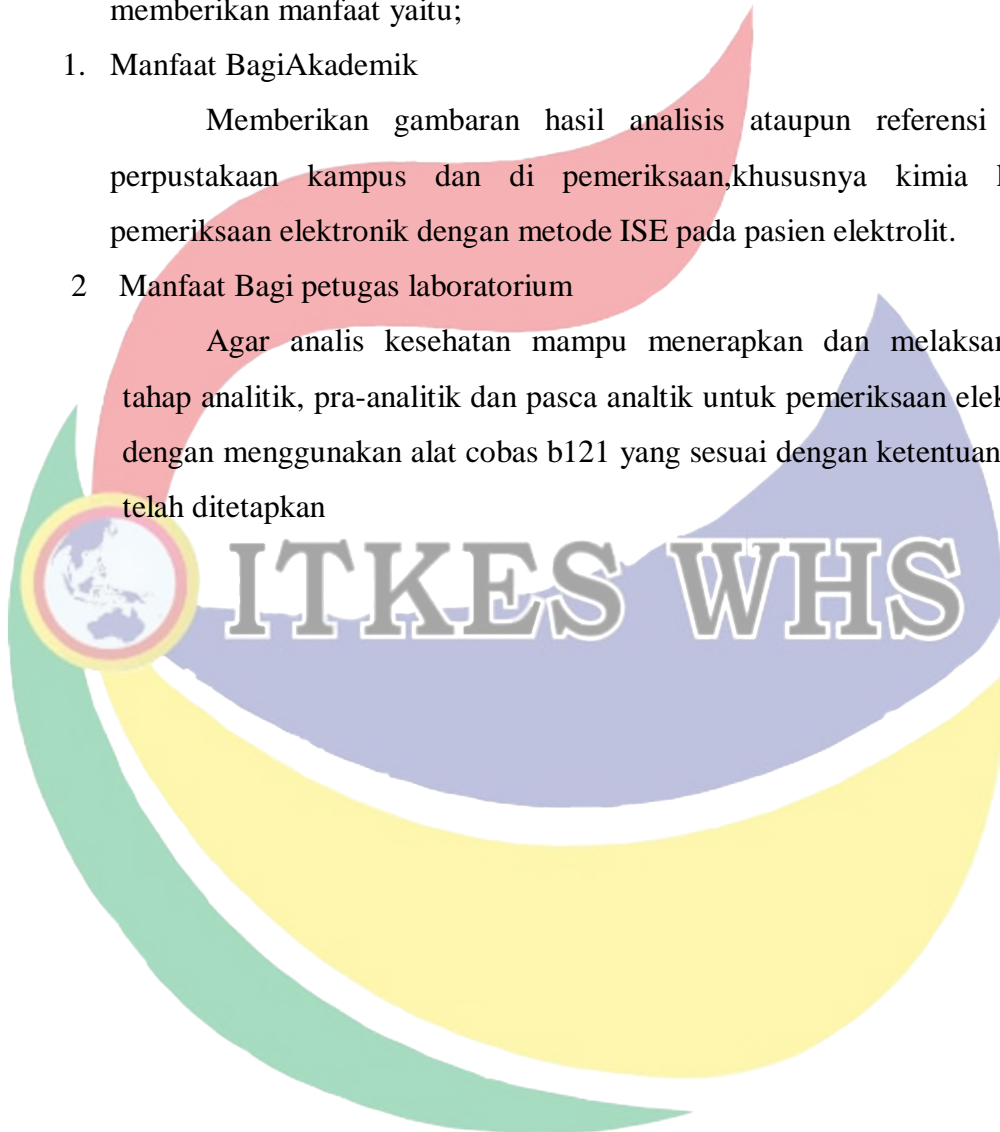 memberikan manfaat yaitu;
1. Manfaat BagiAkademik
Memberikan gambaran hasil analisis ataupun referensi
perpustakaan kampus dan di pemeriksaan,khususnya kimia
pemeriksaan elektronik dengan metode ISE pada pasien elektrolit.
2 Manfaat Bagi petugas laboratorium
Agar analis kesehatan mampu menerapkan dan
tahap analitik, pra-analitik dan pasca analtik untuk pemeriksaan
dengan menggunakan alat cobas b121 yang sesuai dengan ketentuan
telah ditetapkan
ITKES WHS